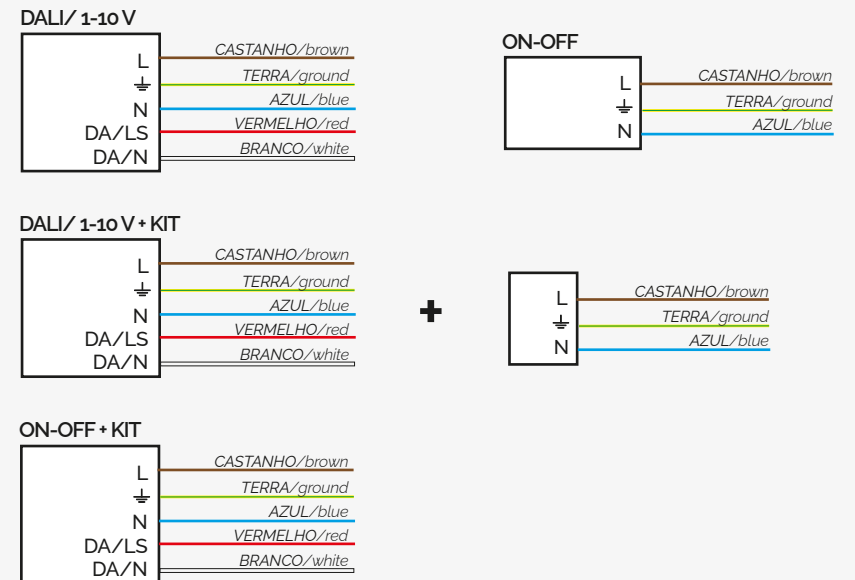 DALI/ 1-10 V
L CASTANHO/brown
TERRA/ground
N AZUL/blue
DA/LS VERMELHO/red
DA/N BRANCO/white
ON-OFF
L CASTANHO/brown
TERRA/ground
N AZUL/blue
DALI/ 1-10 V + KIT
L CASTANHO/brown
TERRA/ground
N AZUL/blue
DA/LS VERMELHO/red
DA/N BRANCO/white
+
L CASTANHO/brown
TERRA/ground
N AZUL/blue
ON-OFF + KIT
L CASTANHO/brown
TERRA/ground
N AZUL/blue
DA/LS VERMELHO/red
DA/N BRANCO/white